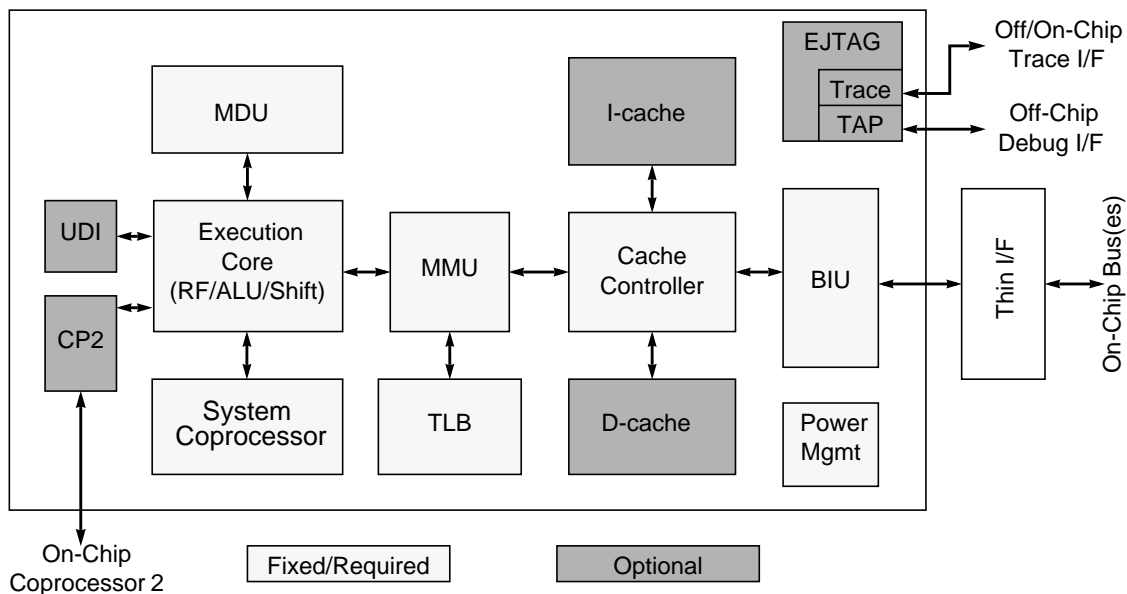 EJTAG
Off/On-Chip
Trace I/F
Trace
TAP
Off-Chip
Debug I/F
MDU
I-cache
UDI
Execution
Core
(RF/ALU/Shift)
MMU
Cache
Controller
BIU
Thin I/F
On-Chip Bus(es)
CP2
System
Coprocessor
TLB
D-cache
Power
Mgmt
On-Chip
Coprocessor 2
Fixed/Required
Optional